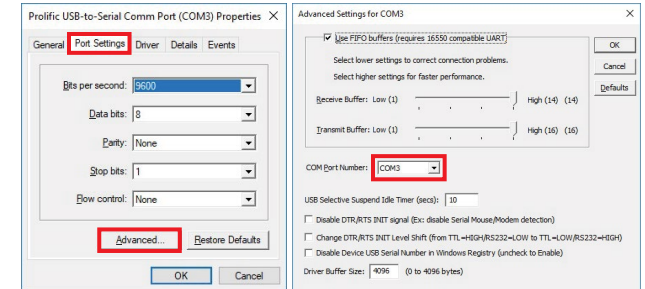 Prolific USB-to-Serial Comm Port (COM3) Properties
General Port Settings Driver Details Events
Bits per second: 9600
Data bits: 8
Parity: None
Stop bits: 1
Flow control: None
Advanced... Restore Defaults
OK Cancel
Advanced Settings for COM3
Use FIFO buffers (requires 16550 compatible UART)
OK
Select lower settings to correct connection problems.
Cancel
Select higher settings for faster performance.
Defaults
Receive Buffer: Low (1) High (14) (14)
Transmit Buffer: Low (1) High (16) (16)
COM Port Number: COM3
USB Selective Suspend Idle Timer (secs): 10
Disable DTR/RTS INIT signal (Ex: disable Serial Mouse/Modem detection)
Change DTR/RTS INIT Level Shift (from TTL=HIGH/RS232=LOW to TTL=LOW/RS232=HIGH)
Disable Device USB Serial Number in Windows Registry (uncheck to Enable)
Driver Buffer Size: 4096 (0 to 4096 bytes)